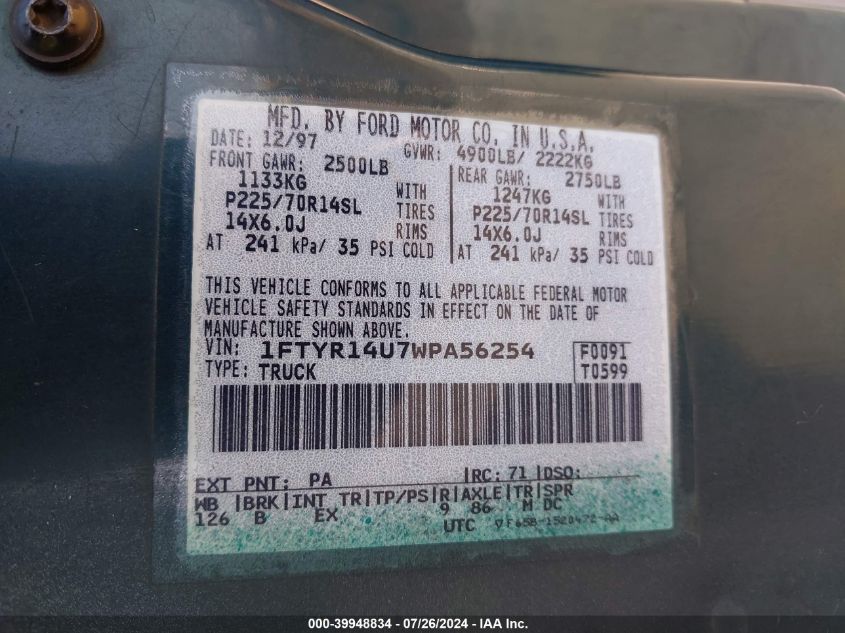 MFD. BY FORD MOTOR CO. IN U.S.A.
DATE: 12/97 GVWR: 4900LB/ 2222KG
FRONT GAWR: 2500LB REAR GAWR: 2750LB
1133KG WITH 1247KG WITH
P225/70R14SL TIRES P225/70R14SL TIRES
14X6.0J RIMS 14X6.0J RIMS
AT 241 kPa/ 35 PSI COLD AT 241 kPa/ 35 PSI COLD
THIS VEHICLE CONFORMS TO ALL APPLICABLE FEDERAL MOTOR
VEHICLE SAFETY STANDARDS IN EFFECT ON THE DATE OF
MANUFACTURE SHOWN ABOVE.
VIN: 1FTYR14U7WPA56254 F0091
TYPE: TRUCK T0599
EXT PNT: PA RC: 71 DSO:
WB BRK INT TR TP/PS R AXLE TR SPR
126 B EX 9 86 M DC
UTC
000-39948834 / 07/26/2024 - IAA Inc.